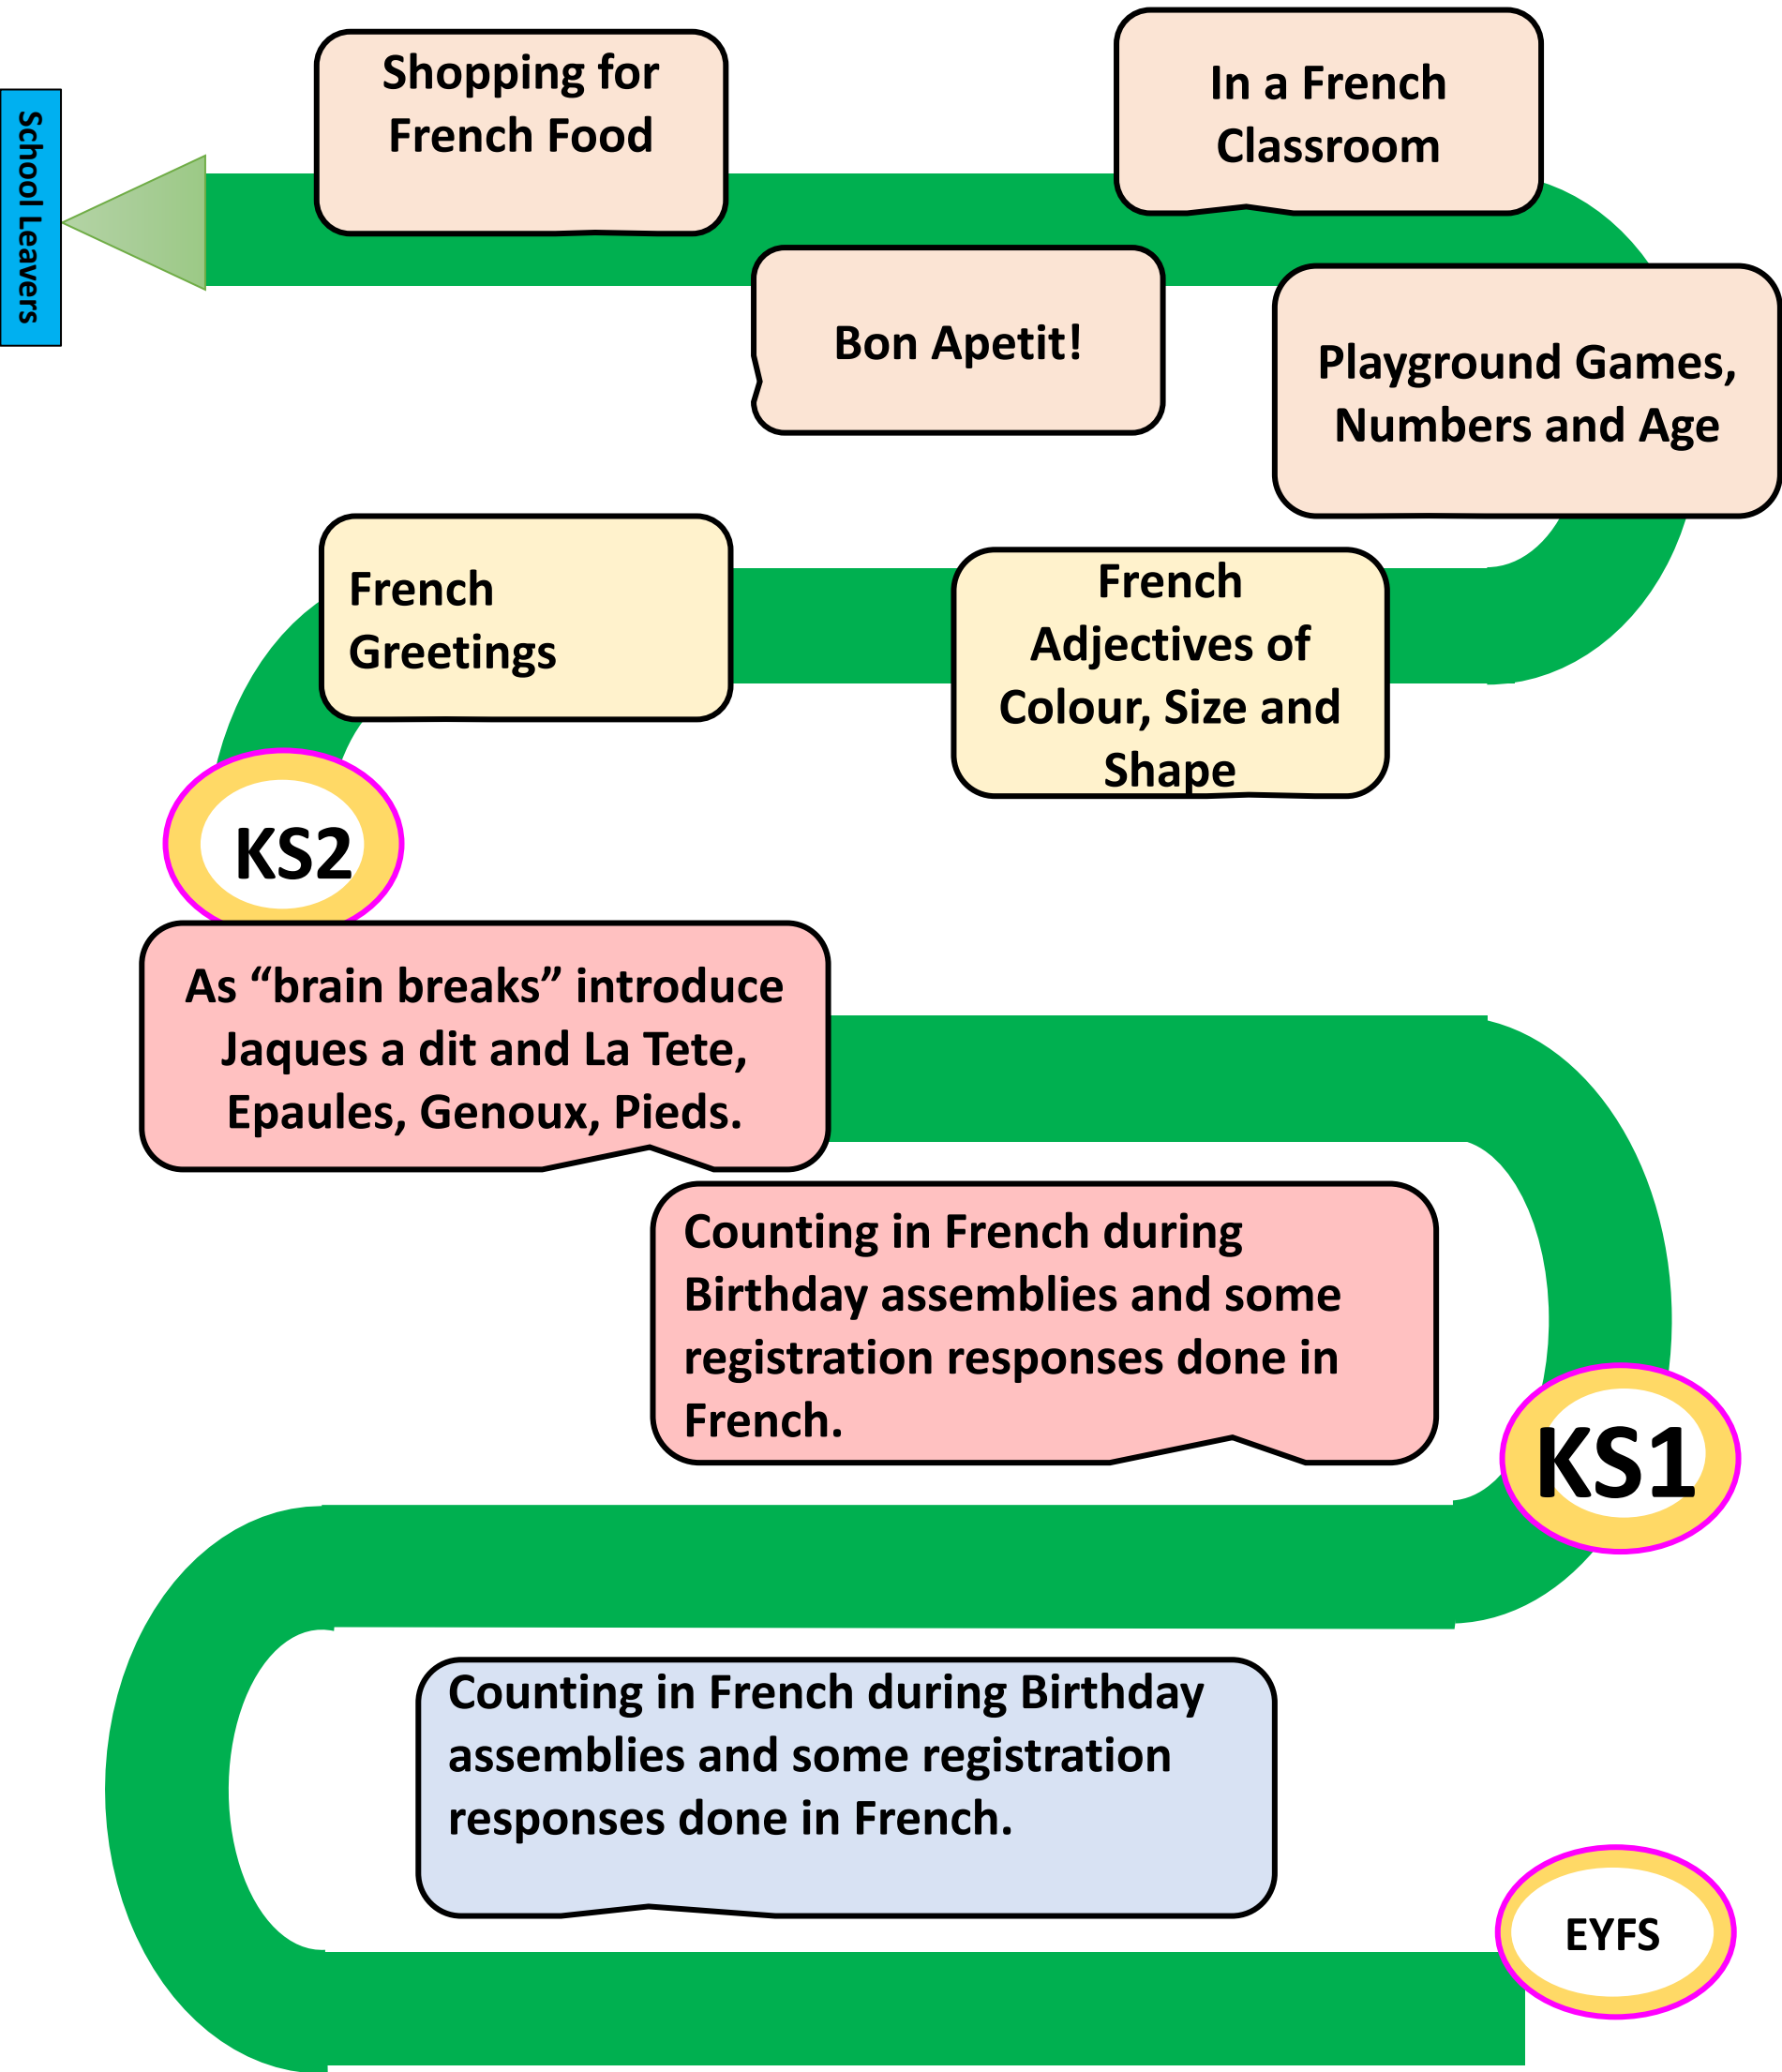 Shopping for
French Food
In a French
Classroom
School Leavers
Bon Apetit!
Playground Games,
Numbers and Age
French
Greetings
French
Adjectives of
Colour, Size and
Shape
KS2
As “brain breaks” introduce
Jaques a dit and La Tete,
Epaules, Genoux, Pieds.
Counting in French during
Birthday assemblies and some
registration responses done in
French.
KS1
Counting in French during Birthday
assemblies and some registration
responses done in French.
EYFS